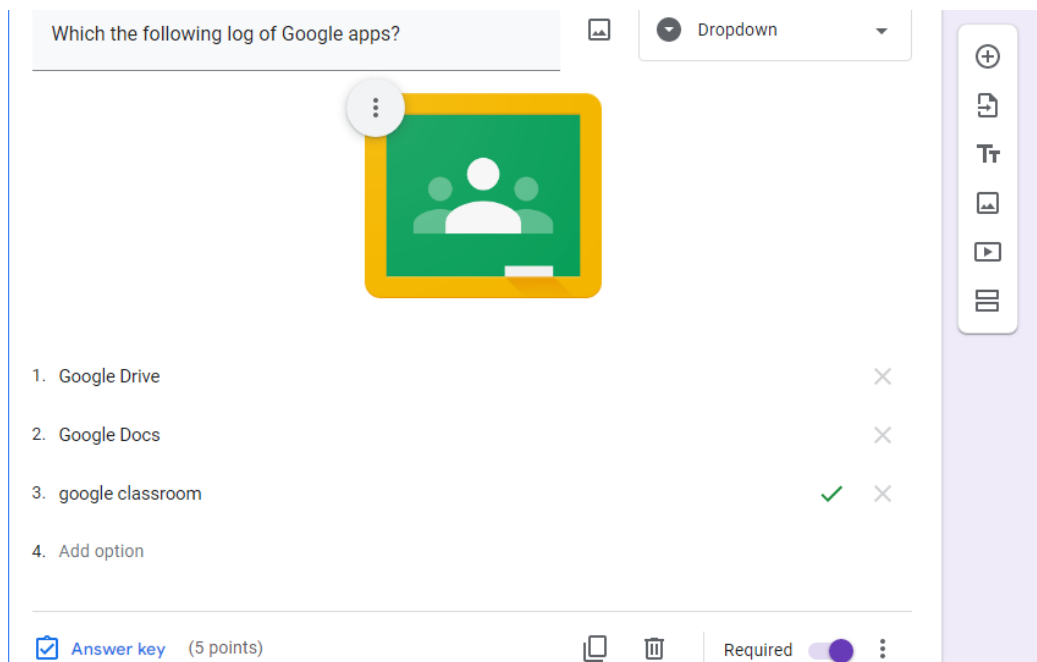 Which the following log of Google apps?
Dropdown
Tт
1. Google Drive
2. Google Docs
3. google classroom
4. Add option
Answer key (5 points)
Required